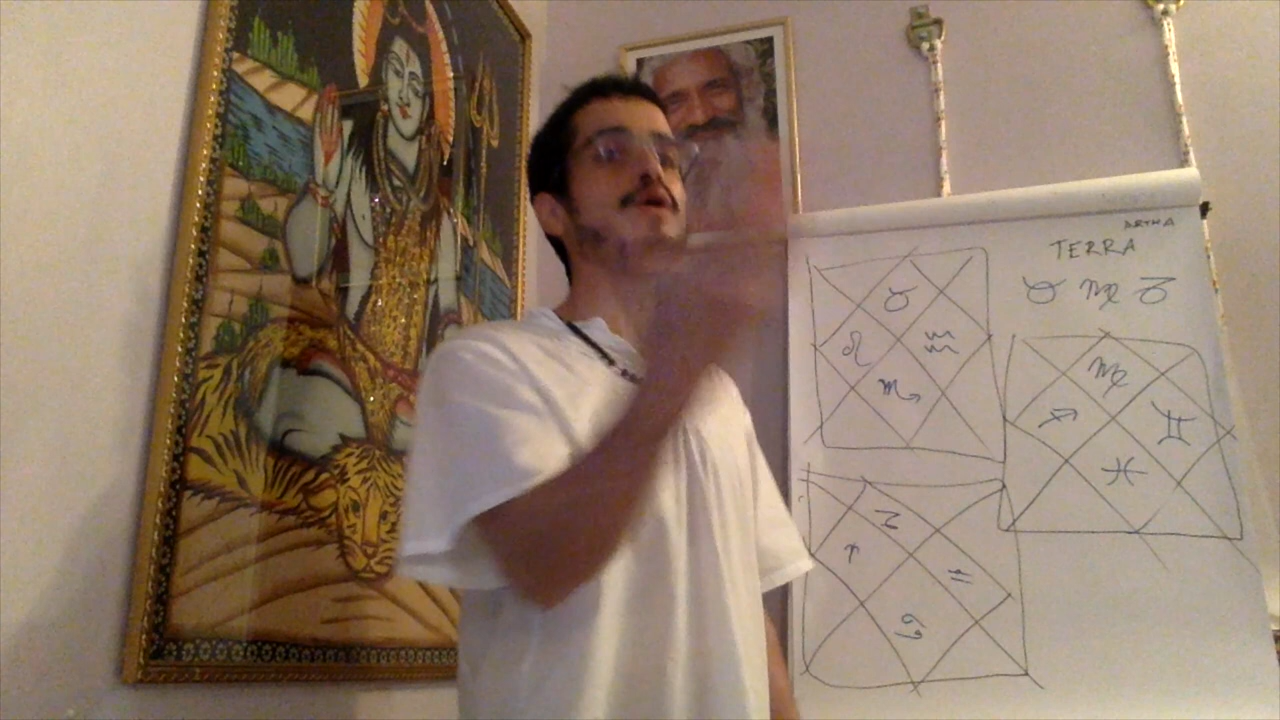 ARTHA
TERRA
♉ ♍ ♑
♉
♌ ♒
♏
♍
♐ ♊
♓
♑
♋